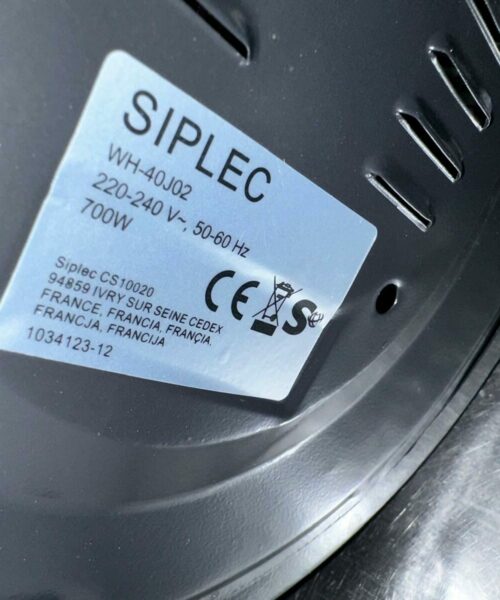 SIPLEC
WH-40J02
220-240 V~, 50-60 Hz
700W
Siplec CS10020
94859 IVRY SUR SEINE CEDEX
FRANCE, FRANCIA, FRANÇIA,
FRANCJA, FRANCIJA
1034123-12
CE
S